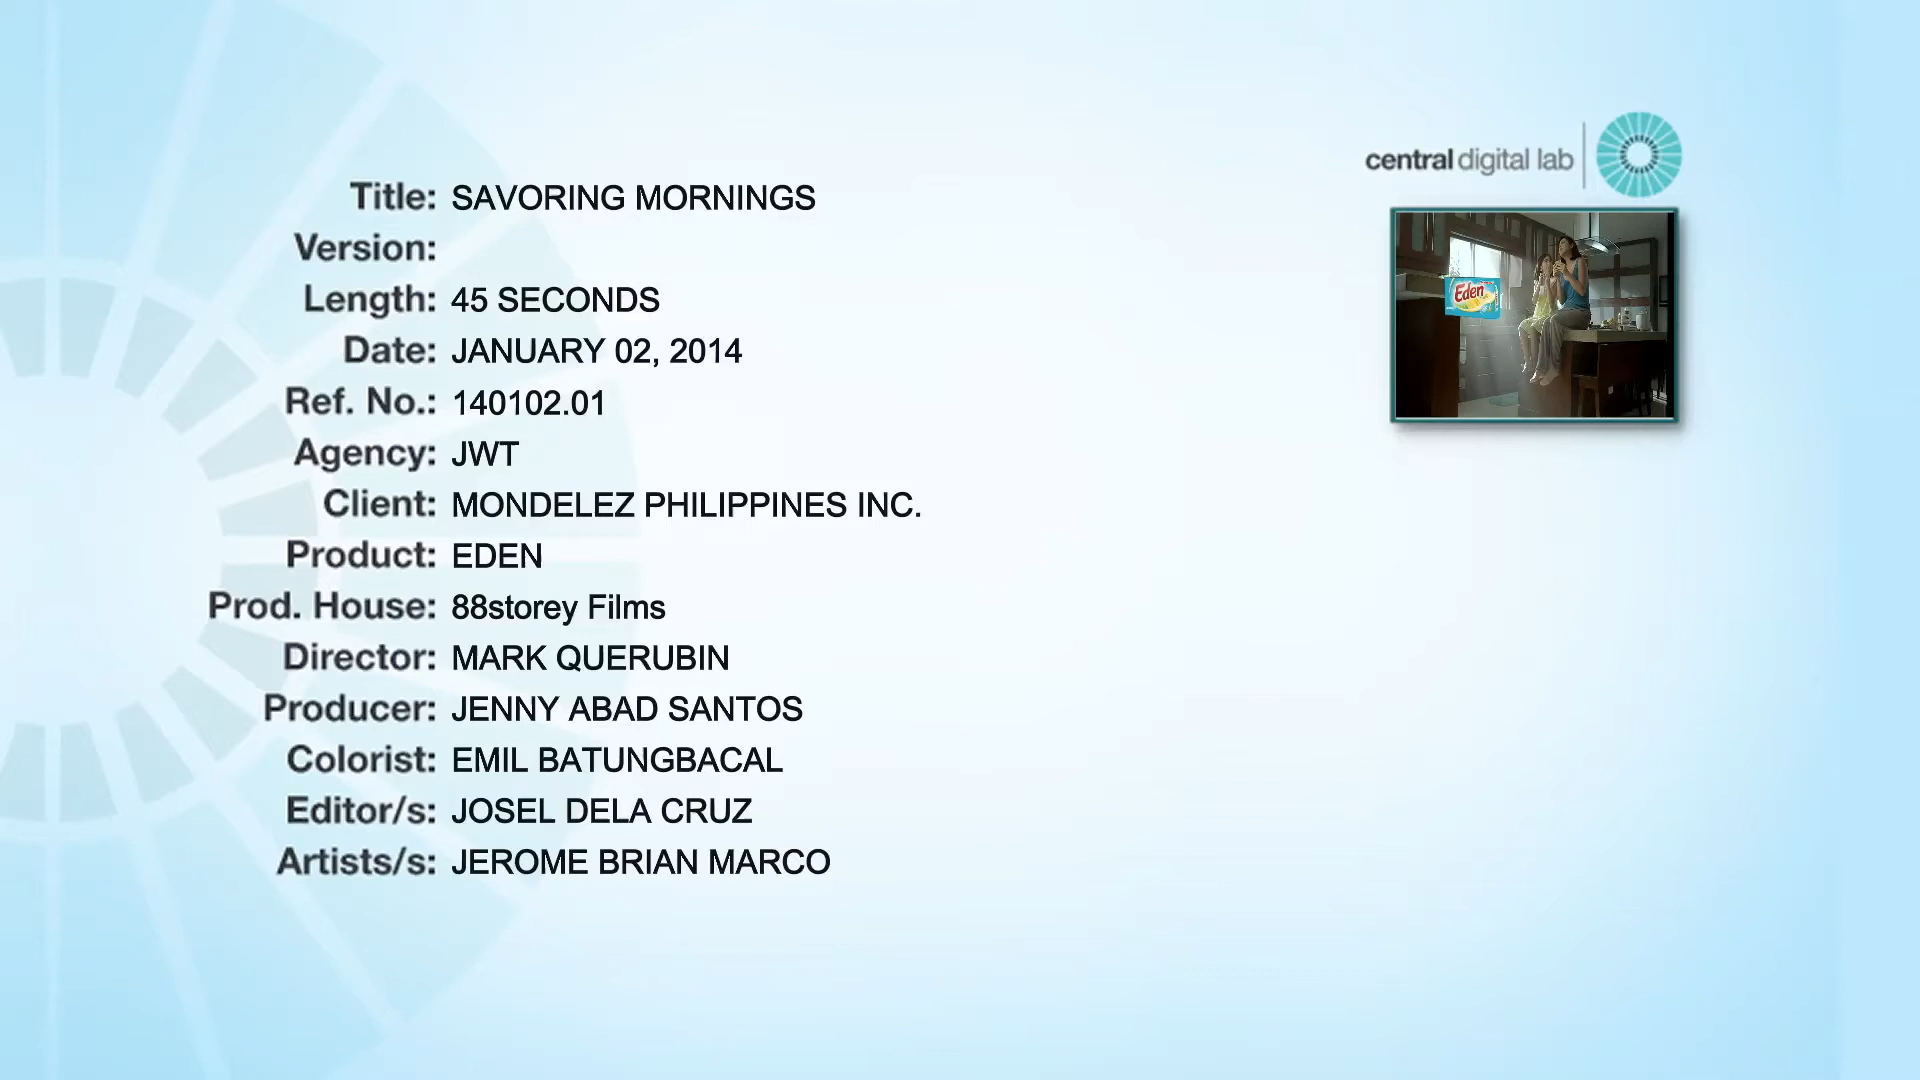 central digital lab
Title: SAVORING MORNINGS
Version:
Length: 45 SECONDS
Date: JANUARY 02, 2014
Ref. No.: 140102.01
Agency: JWT
Client: MONDELEZ PHILIPPINES INC.
Product: EDEN
Prod. House: 88storey Films
Director: MARK QUERUBIN
Producer: JENNY ABAD SANTOS
Colorist: EMIL BATUNGBACAL
Editor/s: JOSEL DELA CRUZ
Artists/s: JEROME BRIAN MARCO
Eden